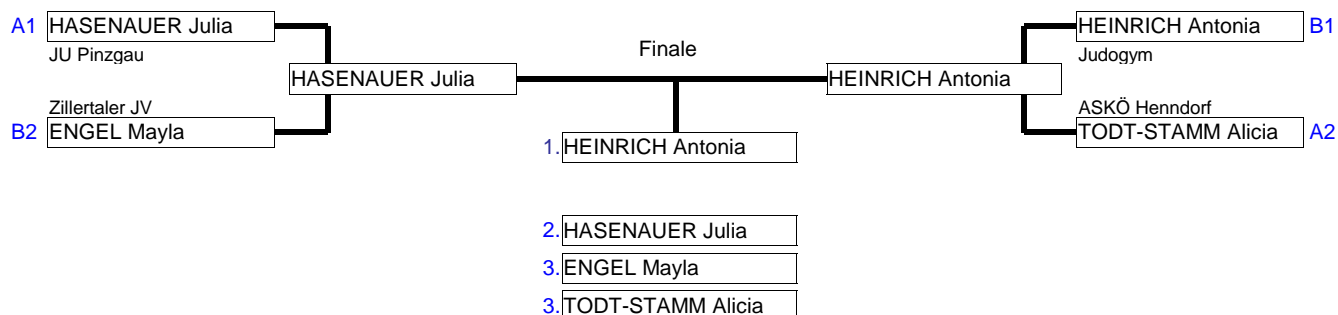 A1 HASENAUER Julia
JU Pinzgau
HASENAUER Julia
Zillertaler JV
B2 ENGEL Mayla
Finale
HEINRICH Antonia B1
Judogym
HEINRICH Antonia
ASKÖ Henndorf
TODT-STAMM Alicia A2
1. HEINRICH Antonia
2. HASENAUER Julia
3. ENGEL Mayla
3. TODT-STAMM Alicia